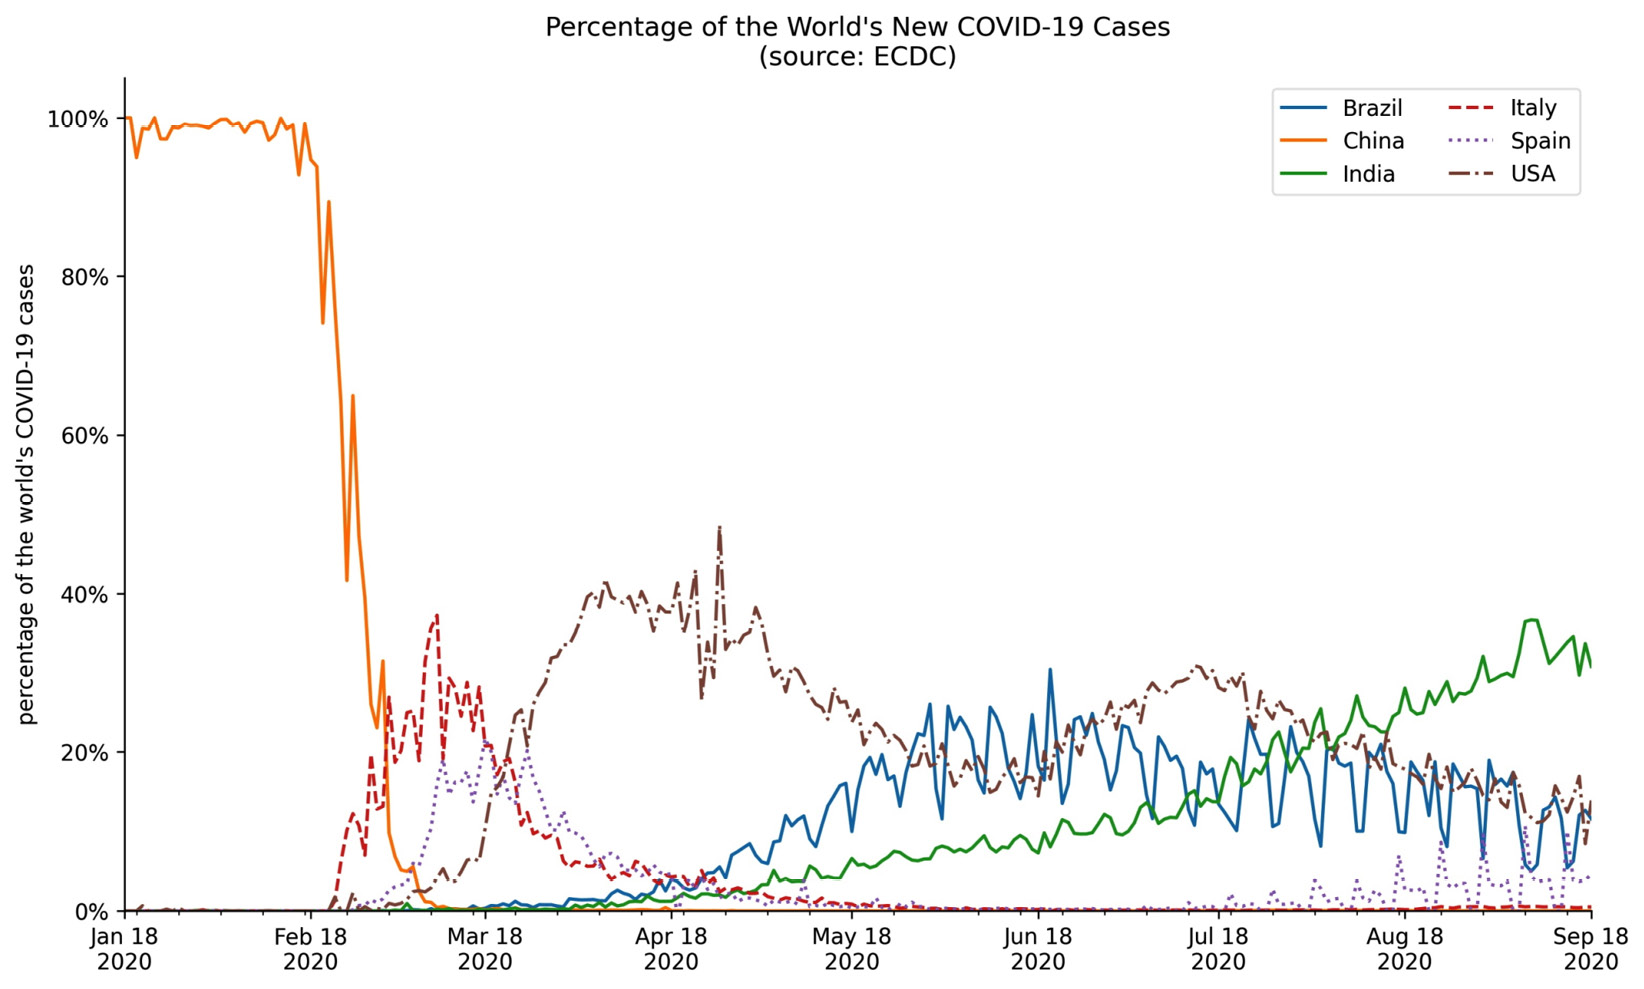 Percentage of the World's New COVID-19 Cases
(source: ECDC)
Brazil
China
India
Italy
Spain
USA
percentage of the world's COVID-19 cases
100%
80%
60%
40%
20%
0%
Jan 18
2020
Feb 18
2020
Mar 18
2020
Apr 18
2020
May 18
2020
Jun 18
2020
Jul 18
2020
Aug 18
2020
Sep 18
2020